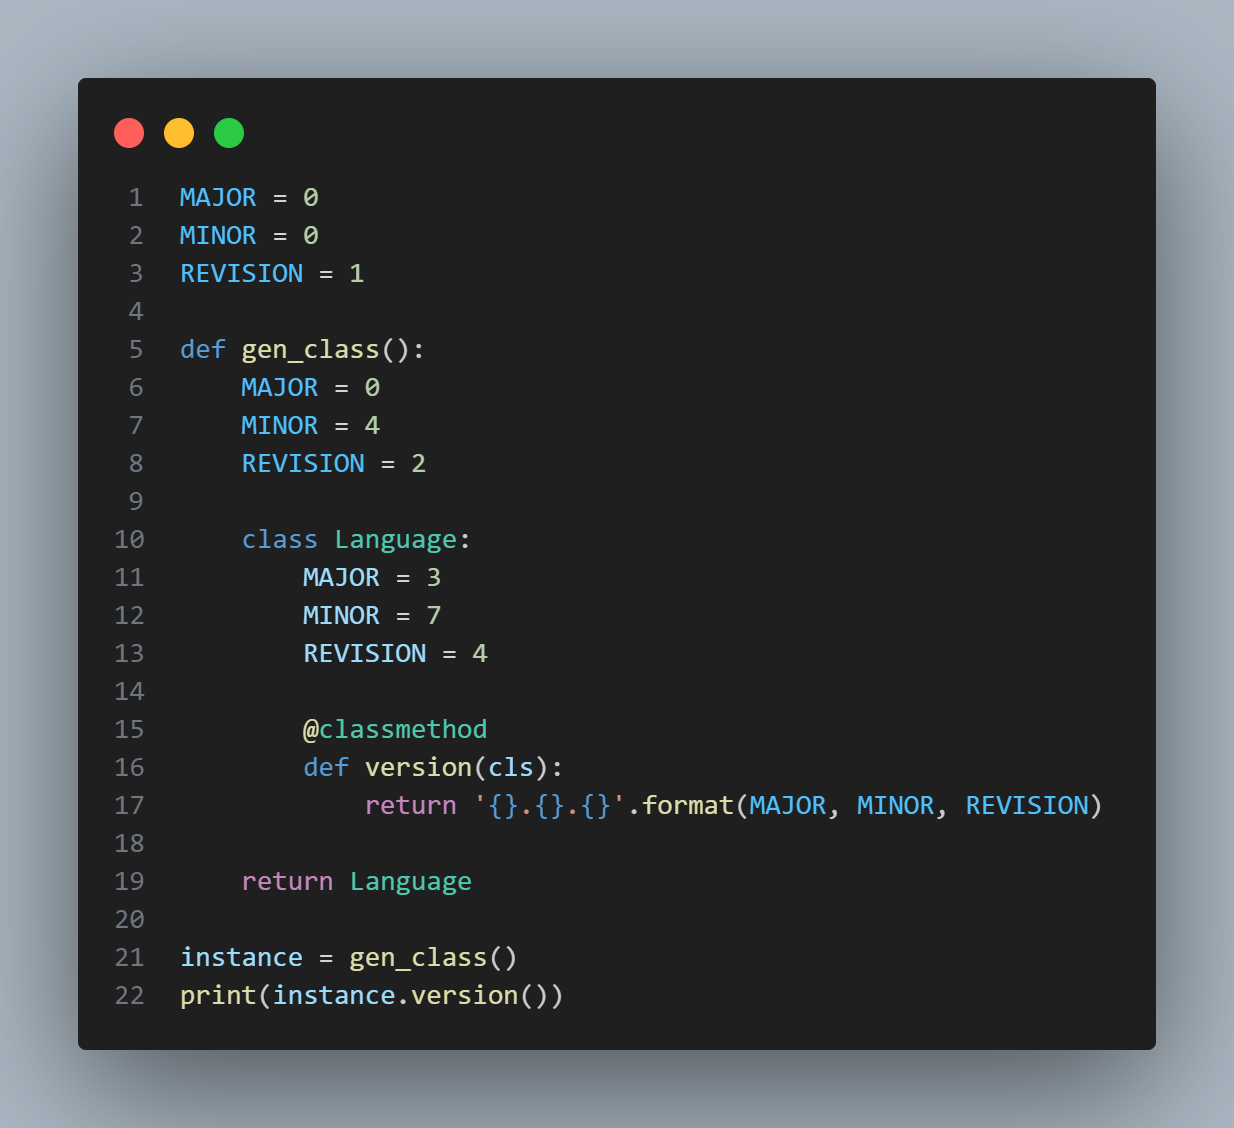 1 MAJOR = 0
2 MINOR = 0
3 REVISION = 1
4
5 def gen_class():
6     MAJOR = 0
7     MINOR = 4
8     REVISION = 2
9
10     class Language:
11         MAJOR = 3
12         MINOR = 7
13         REVISION = 4
14
15         @classmethod
16         def version(cls):
17             return '{}.{}.{}'.format(MAJOR, MINOR, REVISION)
18
19     return Language
20
21 instance = gen_class()
22 print(instance.version())